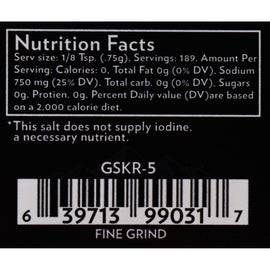 Nutrition Facts
Serv size: 1/8 Tsp. (.75g). Servings: 189. Amount Per
Serving: Calories: 0, Total Fat 0g (0% DV) Sodium
750 mg (25% DV) Total carb. 0g (0% DV), Sugars
0g, Protien. 0g. Percent Daily value (DV)are based
on a 2,000 calorie diet.
*This salt does not supply iodine.
a necessary nutrient.
GSKR-5
6 39713 99031 7
FINE GRIND